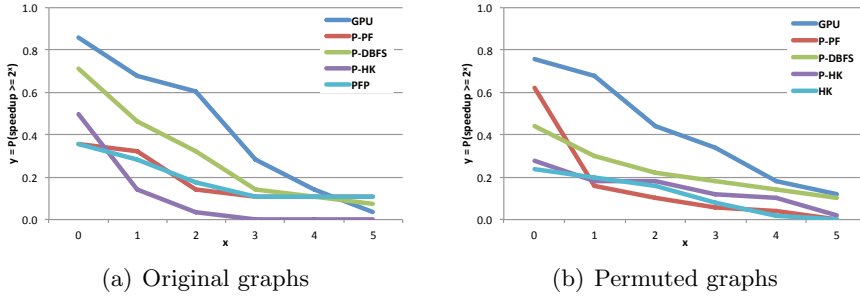 y = P(speedup >= 2^x)
1.0
0.8
0.6
0.4
0.2
0.0
0 1 2 3 4 5
x
GPU
P-PF
P-DBFS
P-HK
PFP
(a) Original graphs
y = P(speedup >= 2^x)
1.0
0.8
0.6
0.4
0.2
0.0
0 1 2 3 4 5
x
GPU
P-PF
P-DBFS
P-HK
HK
(b) Permuted graphs